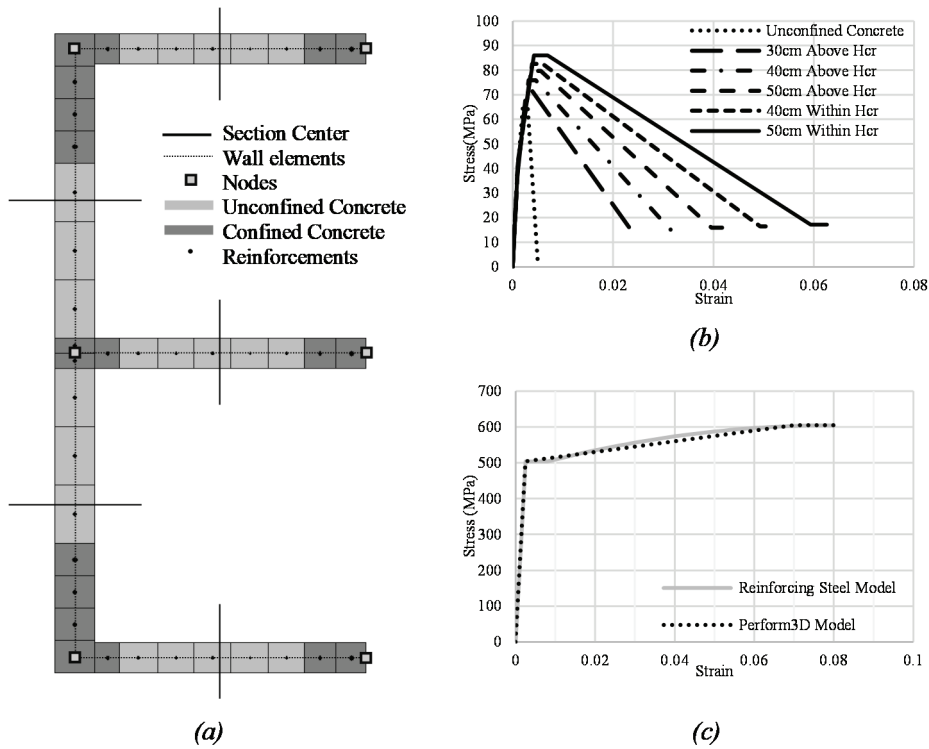 Section Center
Wall elements
Nodes
Unconfined Concrete
Confined Concrete
Reinforcements
(a)
100
90
80
70
60
50
40
30
20
10
0
Stress(MPa)
Unconfined Concrete
30cm Above Hcr
40cm Above Hcr
50cm Above Hcr
40cm Within Hcr
50cm Within Hcr
0
0.02
0.04
0.06
0.08
Strain
(b)
700
600
500
400
300
200
100
0
Stress (MPa)
Reinforcing Steel Model
Perform3D Model
0
0.02
0.04
0.06
0.08
0.1
Strain
(c)